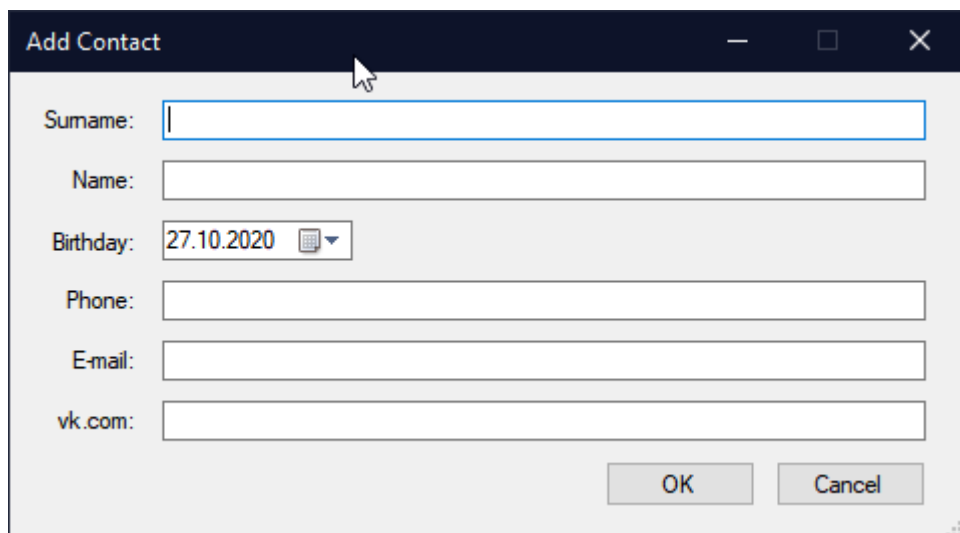 Add Contact
Surname:
Name:
Birthday: 27.10.2020
Phone:
E-mail:
vk.com:
OK Cancel